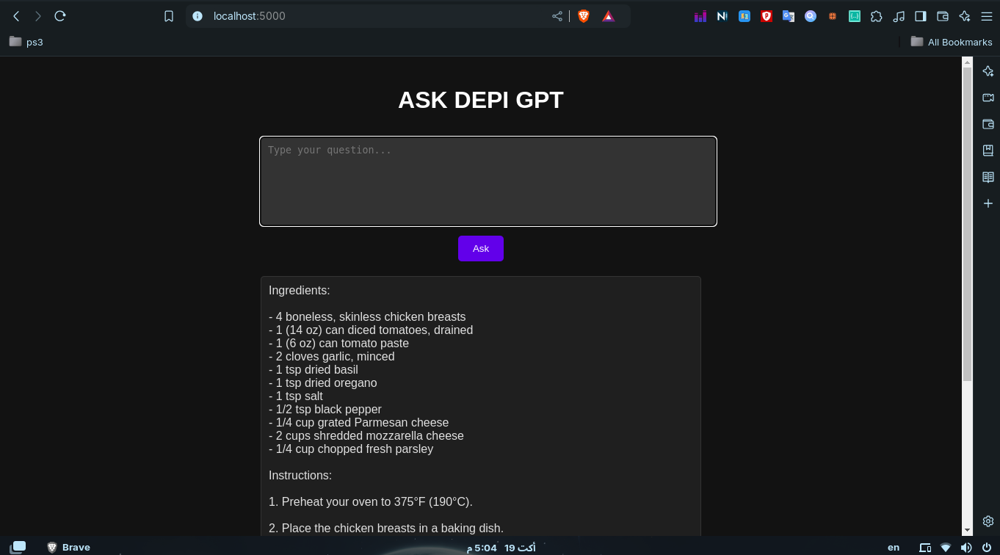 localhost:5000
ps3
All Bookmarks
ASK DEPI GPT
Type your question...
Ask
Ingredients:
- 4 boneless, skinless chicken breasts
- 1 (14 oz) can diced tomatoes, drained
- 1 (6 oz) can tomato paste
- 2 cloves garlic, minced
- 1 tsp dried basil
- 1 tsp dried oregano
- 1 tsp salt
- 1/2 tsp black pepper
- 1/4 cup grated Parmesan cheese
- 2 cups shredded mozzarella cheese
- 1/4 cup chopped fresh parsley
Instructions:
1. Preheat your oven to 375°F (190°C).
2. Place the chicken breasts in a baking dish.
Brave
أكت 19 5:04 م
en